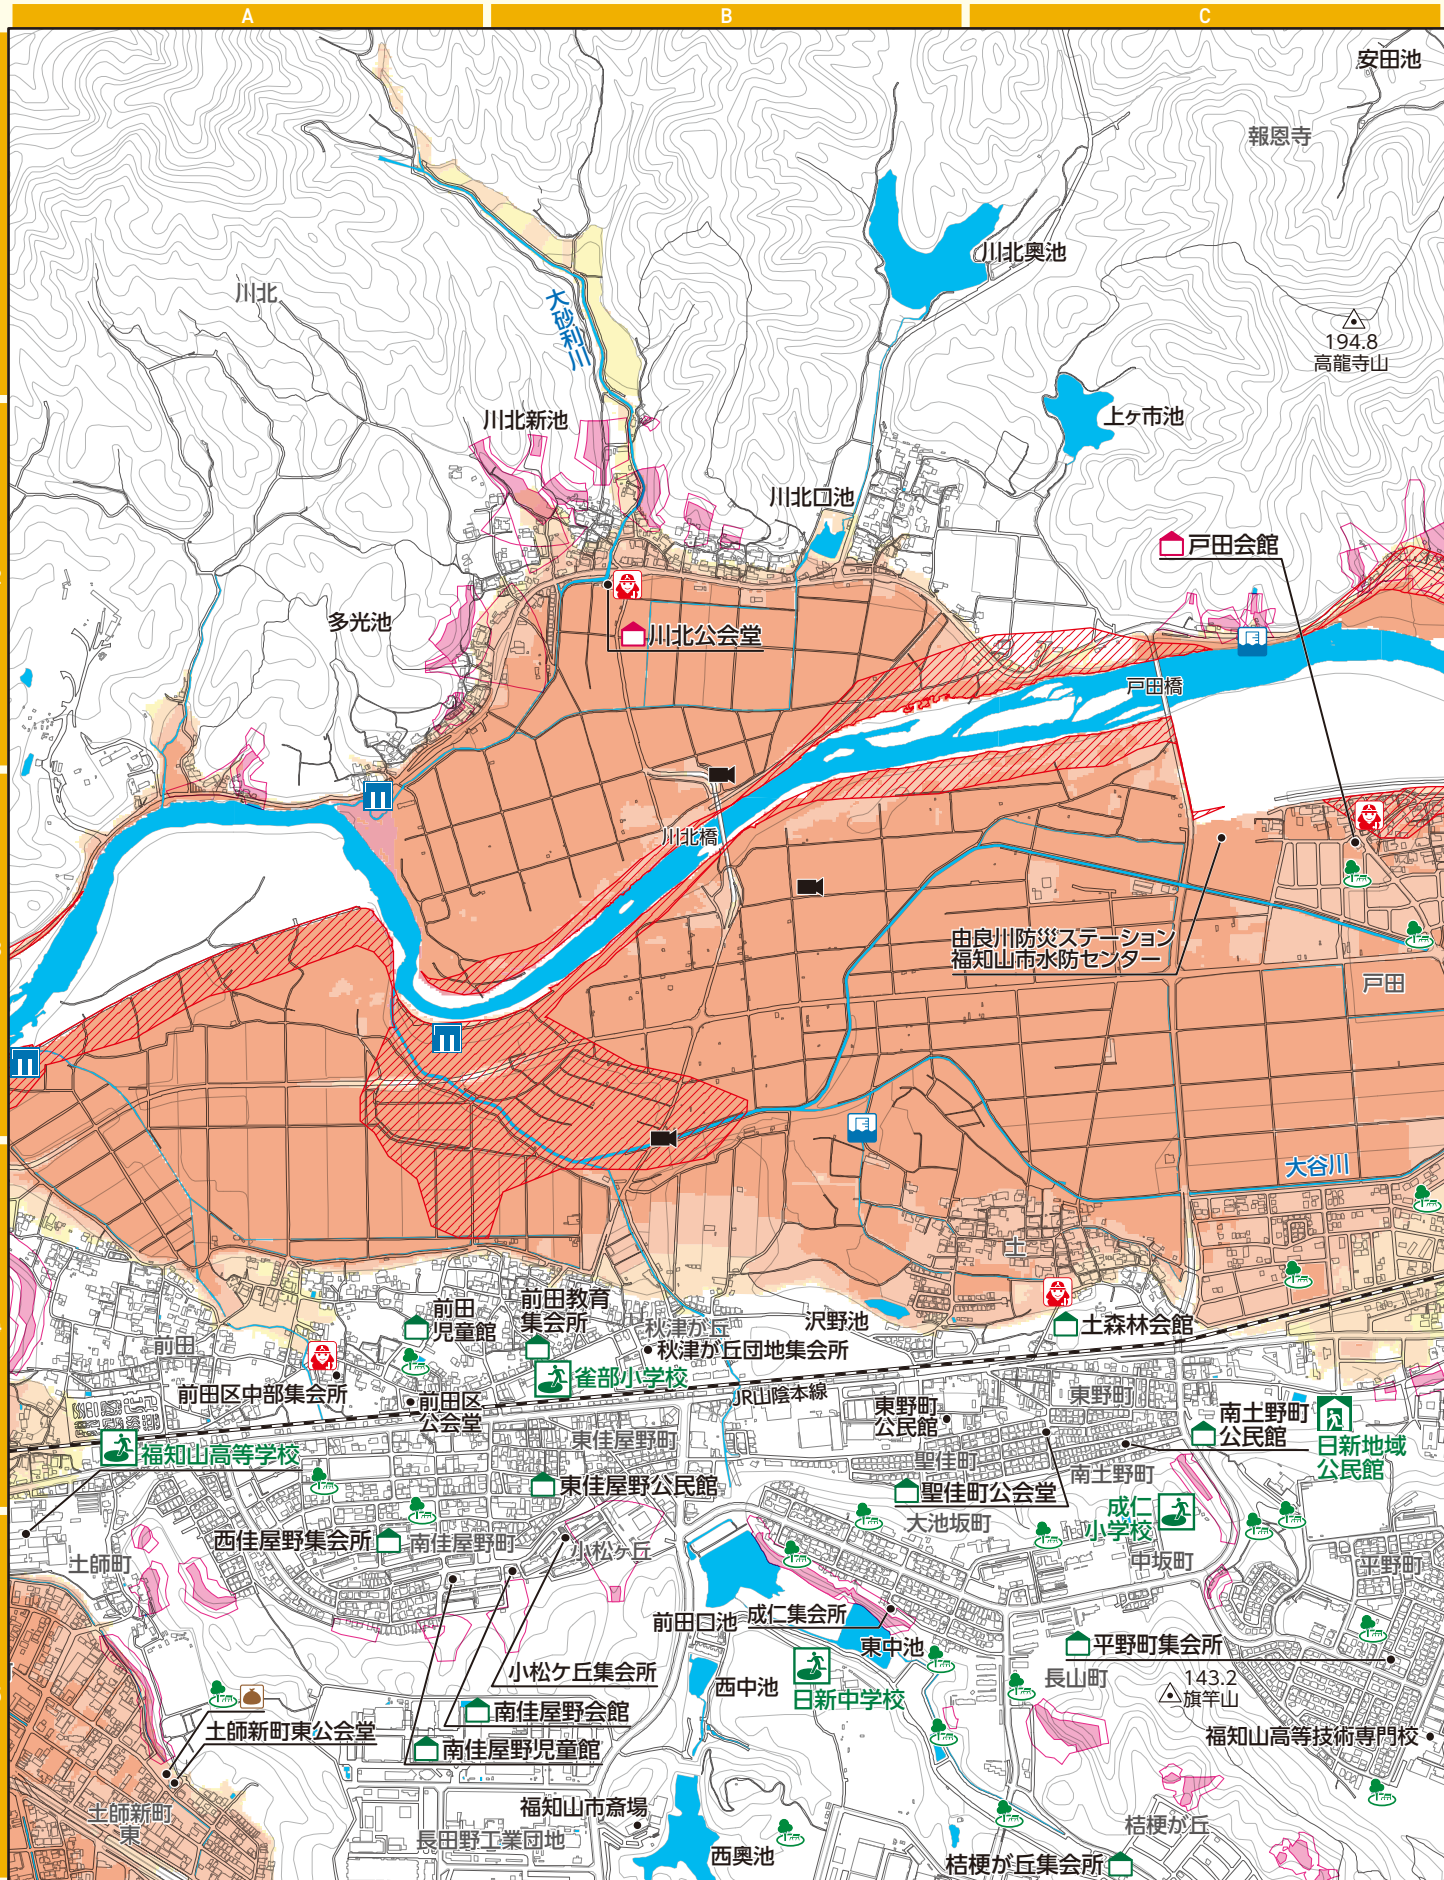 A
B
C
安田池
報恩寺
川北奥池
川北
大砂利川
194.8
高龍寺山
上ヶ市池
川北新池
川北口池
戸田会館
多光池
川北公会堂
戸田橋
川北橋
由良川防災ステーション
福知山市水防センター
戸田
大谷川
土
前田
児童館
前田教育
集会所
秋津が丘
沢野池
土森林会館
前田
秋津が丘団地集会所
雀部小学校
前田区中部集会所
前田区
公会堂
JR山陰本線
東野町
公民館
東野町
南土野町
公民館
日新地域
公民館
福知山高等学校
東佳屋野町
聖佳町
南土野町
東佳屋野公民館
聖佳町公会堂
成仁
小学校
大池坂町
西佳屋野集会所
南佳屋野町
小松ヶ丘
中坂町
平野町
土師町
前田口池
成仁集会所
東中池
平野町集会所
小松ケ丘集会所
西中池
日新中学校
長山町
143.2
旗竿山
南佳屋野会館
土師新町東公会堂
南佳屋野児童館
福知山高等技術専門校
土師新町
東
福知山市斎場
長田野工業団地
西奥池
桔梗が丘
桔梗が丘集会所